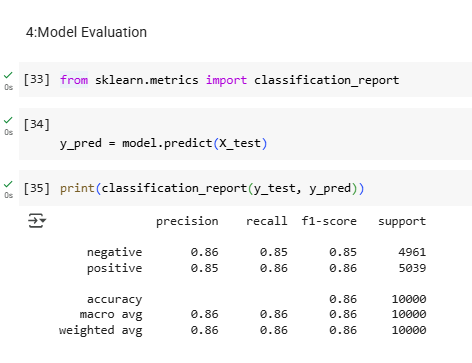 4:Model Evaluation
[33] from sklearn.metrics import classification_report
0s
[34]
0s
y_pred = model.predict(X_test)
[35] print(classification_report(y_test, y_pred))
0s
precision recall f1-score support
negative 0.86 0.85 0.85 4961
positive 0.85 0.86 0.86 5039
accuracy 0.86 10000
macro avg 0.86 0.86 0.86 10000
weighted avg 0.86 0.86 0.86 10000